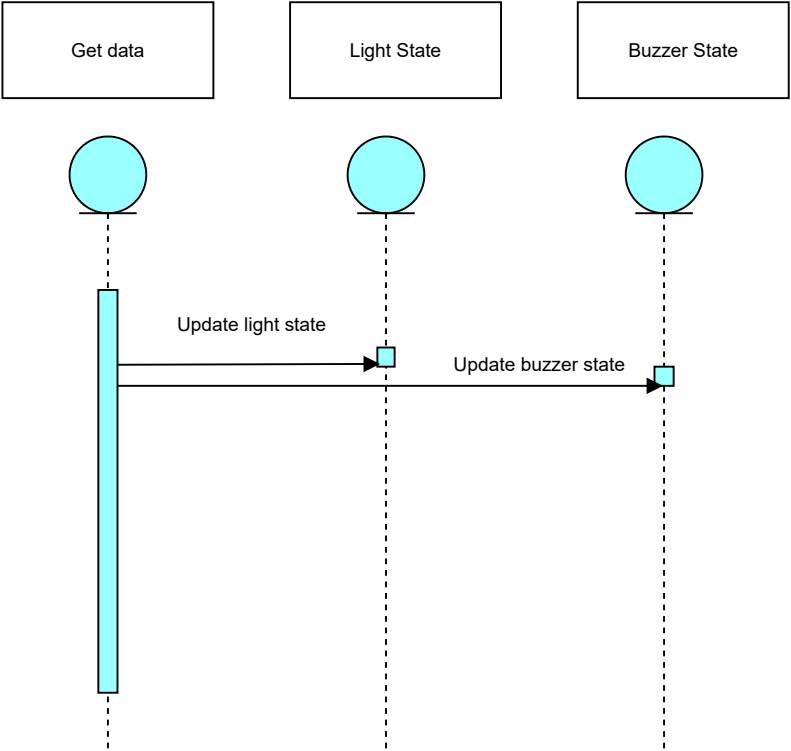 Get data
Light State
Buzzer State
Update light state
Update buzzer state